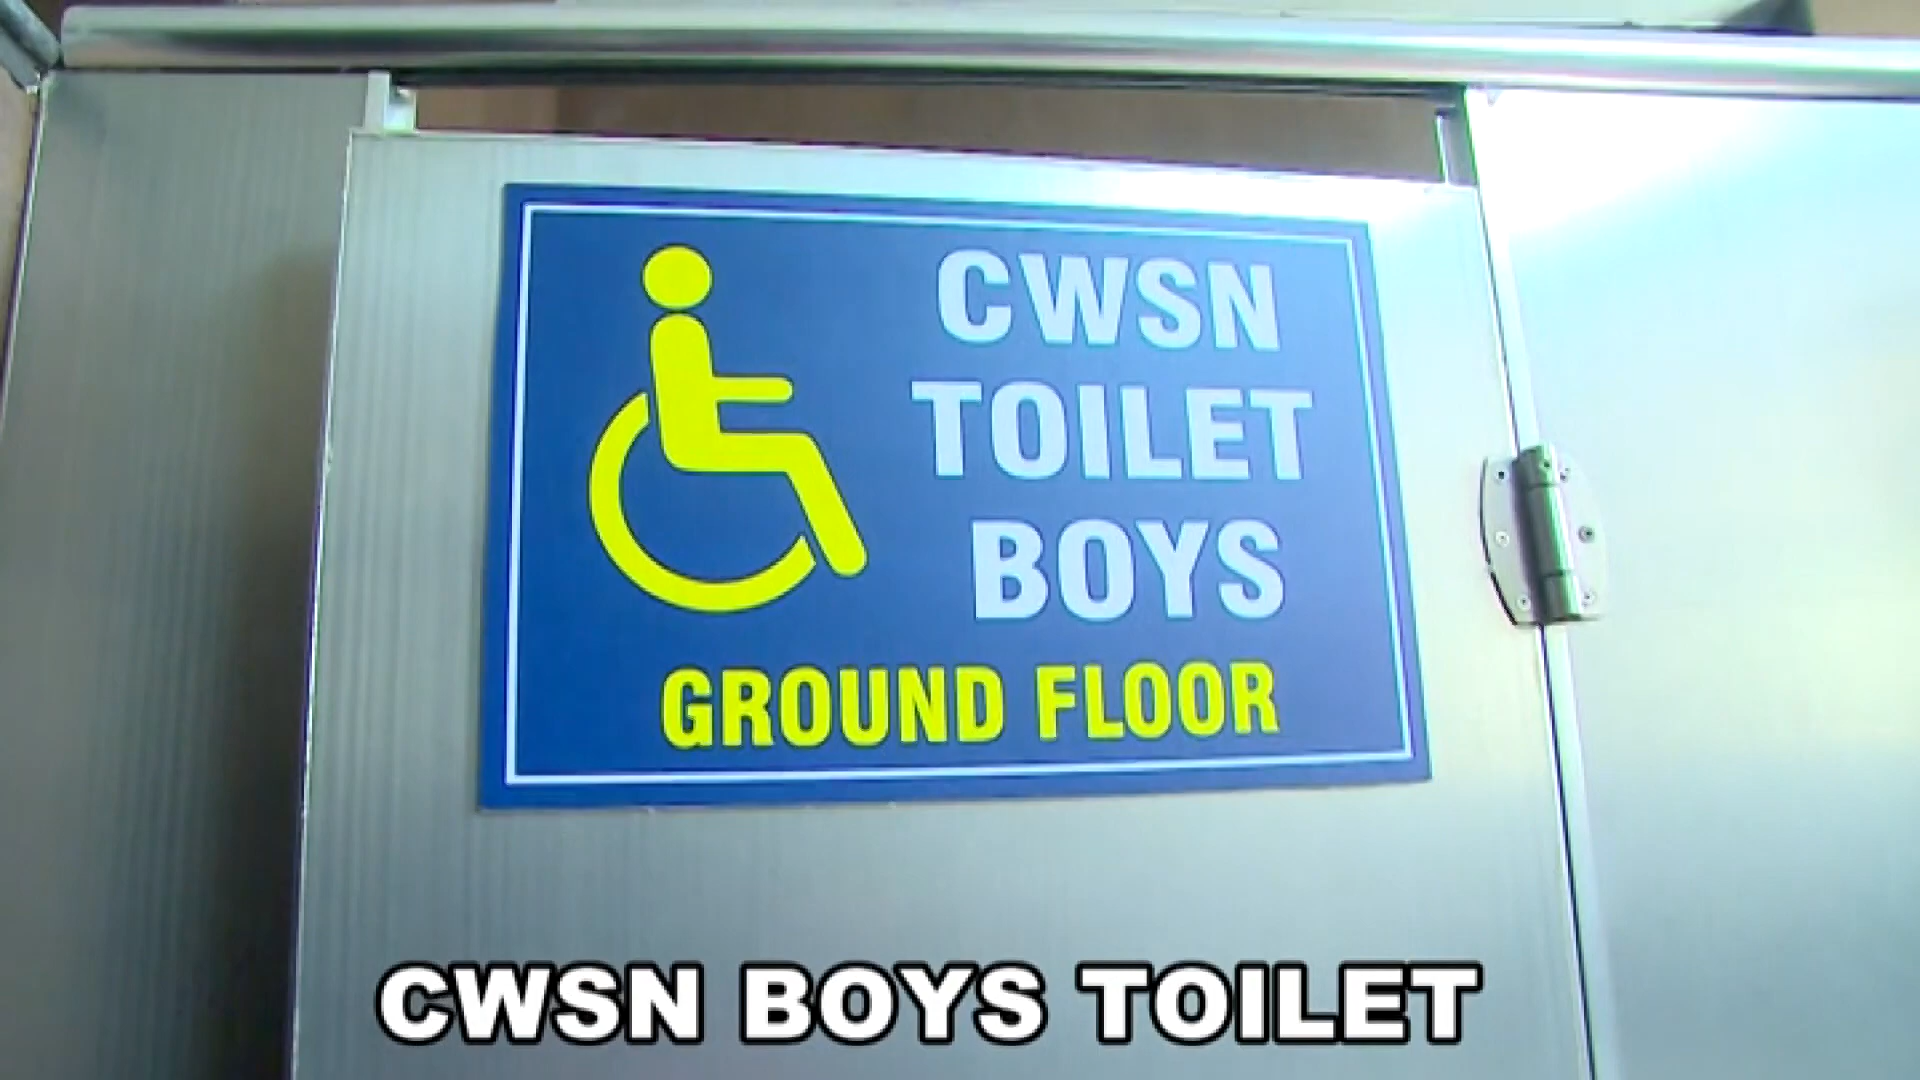 CWSN
TOILET
BOYS
GROUND FLOOR
CWSN BOYS TOILET